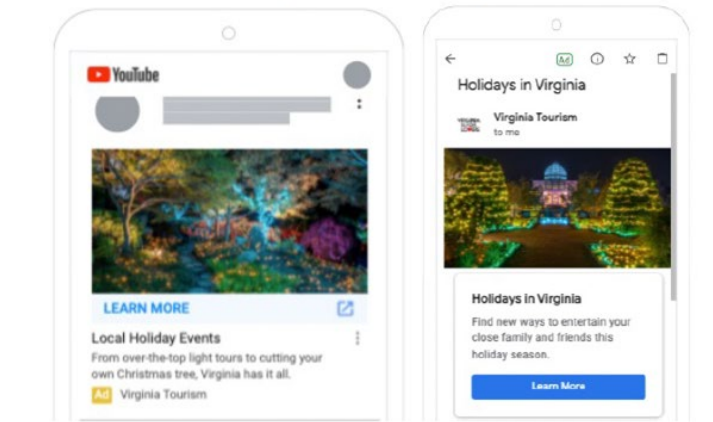 YouTube
LEARN MORE
Local Holiday Events
From over-the-top light tours to cutting your
own Christmas tree, Virginia has it all.
Ad Virginia Tourism
Ad
Holidays in Virginia
Virginia Tourism
to me
Holidays in Virginia
Find new ways to entertain your
close family and friends this
holiday season.
Learn More